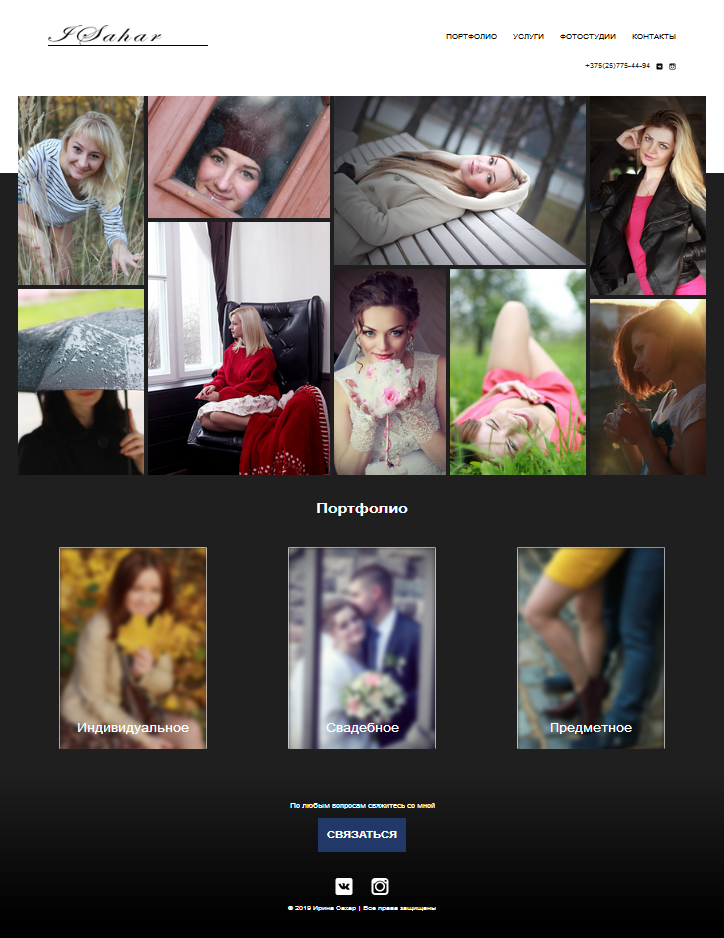 ISahar
ПОРТФОЛИО УСЛУГИ ФОТОСТУДИИ КОНТАКТЫ
+375(25)775-44-94
Портфолио
Индивидуальное
Свадебное
Предметное
По любым вопросам свяжитесь со мной
СВЯЗАТЬСЯ
© 2019 Ирина Сахар | Все права защищены